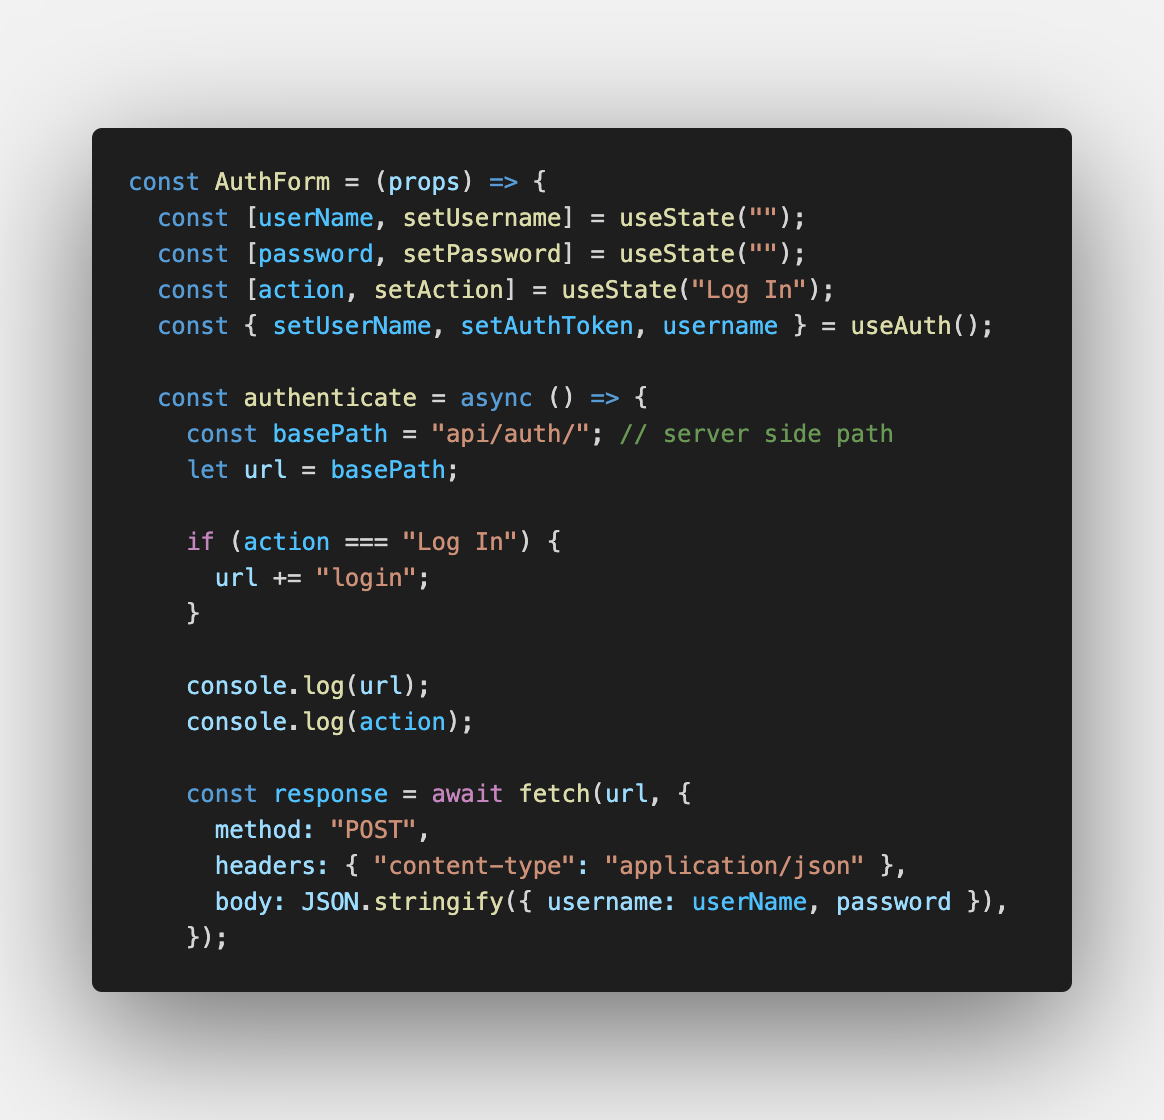 const AuthForm = (props) => {
  const [userName, setUsername] = useState("");
  const [password, setPassword] = useState("");
  const [action, setAction] = useState("Log In");
  const { setUserName, setAuthToken, username } = useAuth();

  const authenticate = async () => {
    const basePath = "api/auth/"; // server side path
    let url = basePath;

    if (action === "Log In") {
      url += "login";
    }

    console.log(url);
    console.log(action);

    const response = await fetch(url, {
      method: "POST",
      headers: { "content-type": "application/json" },
      body: JSON.stringify({ username: userName, password }),
    });